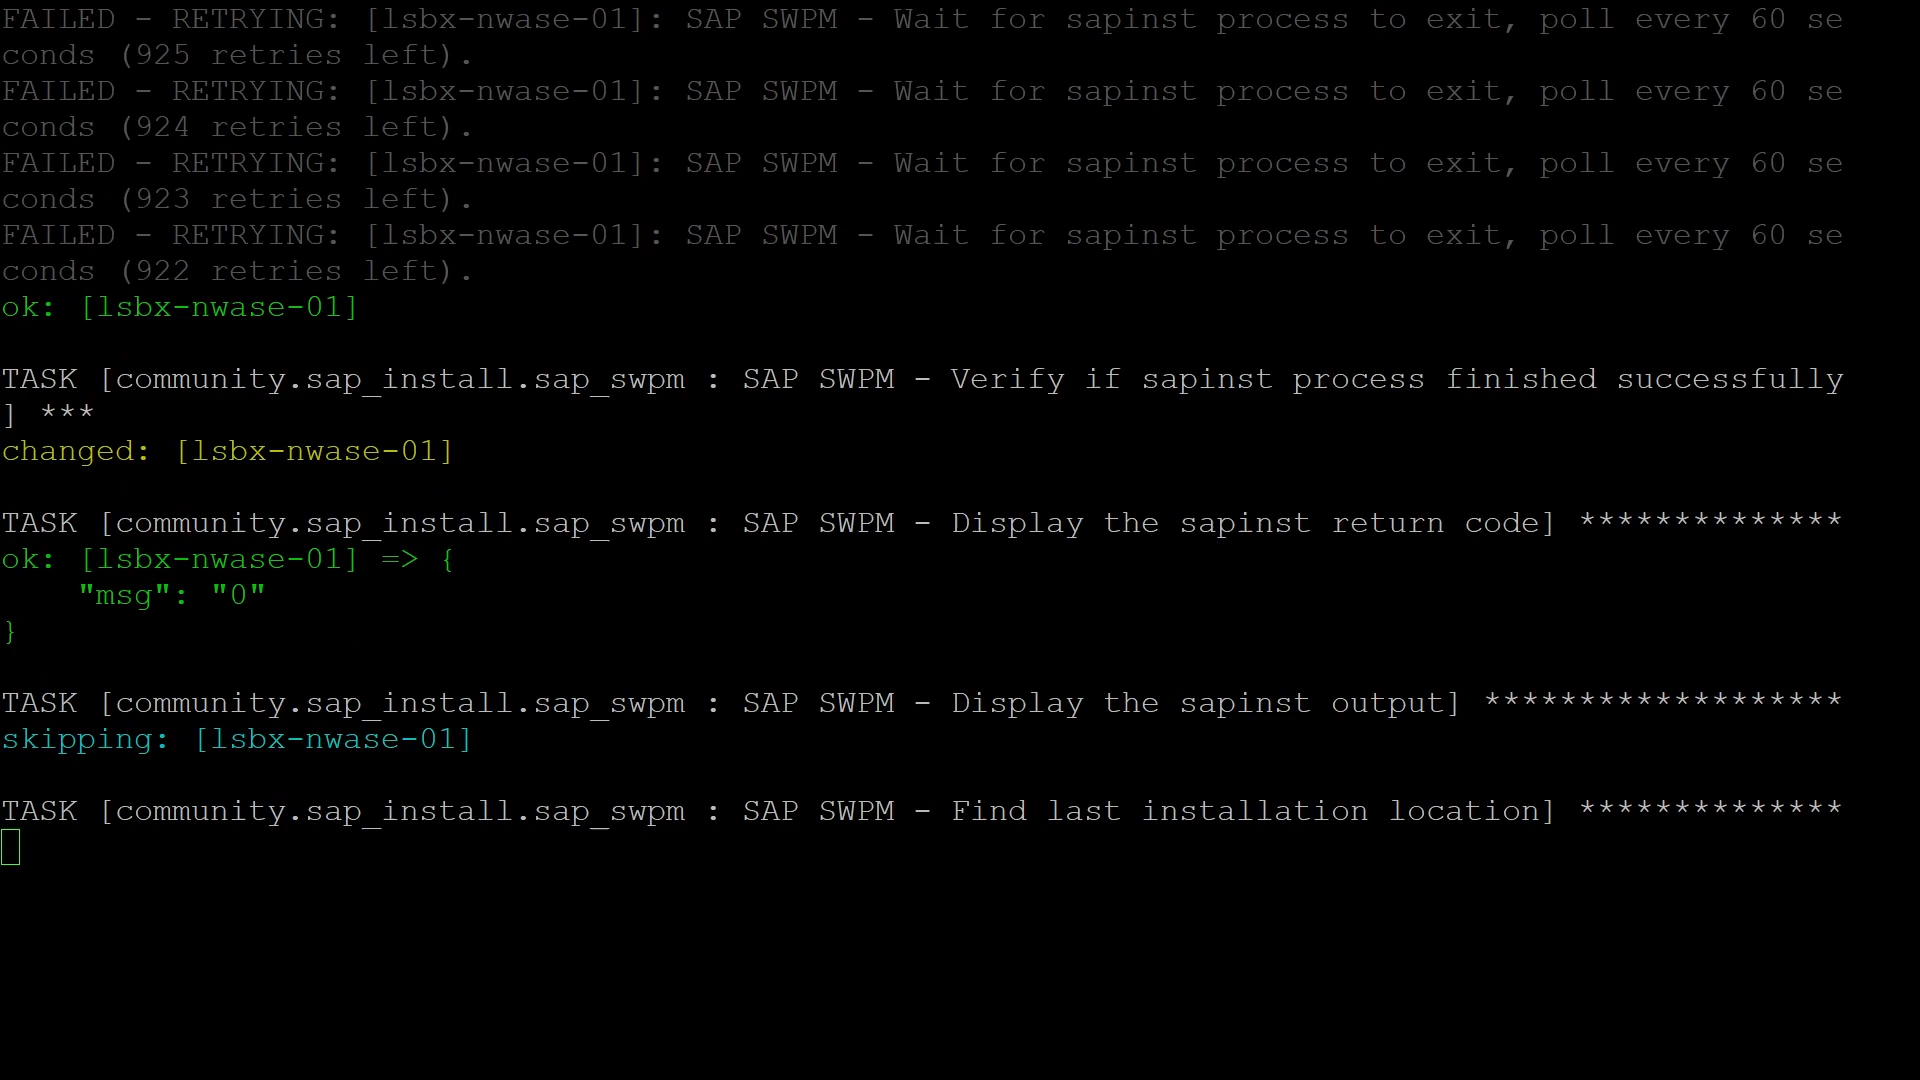 FAILED - RETRYING: [lsbx-nwase-01]: SAP SWPM - Wait for sapinst process to exit, poll every 60 se
conds (925 retries left).
FAILED - RETRYING: [lsbx-nwase-01]: SAP SWPM - Wait for sapinst process to exit, poll every 60 se
conds (924 retries left).
FAILED - RETRYING: [lsbx-nwase-01]: SAP SWPM - Wait for sapinst process to exit, poll every 60 se
conds (923 retries left).
FAILED - RETRYING: [lsbx-nwase-01]: SAP SWPM - Wait for sapinst process to exit, poll every 60 se
conds (922 retries left).
ok: [lsbx-nwase-01]
TASK [community.sap_install.sap_swpm : SAP SWPM - Verify if sapinst process finished successfully
] ***
changed: [lsbx-nwase-01]
TASK [community.sap_install.sap_swpm : SAP SWPM - Display the sapinst return code] **************
ok: [lsbx-nwase-01] => {
    "msg": "0"
}
TASK [community.sap_install.sap_swpm : SAP SWPM - Display the sapinst output] *******************
skipping: [lsbx-nwase-01]
TASK [community.sap_install.sap_swpm : SAP SWPM - Find last installation location] **************